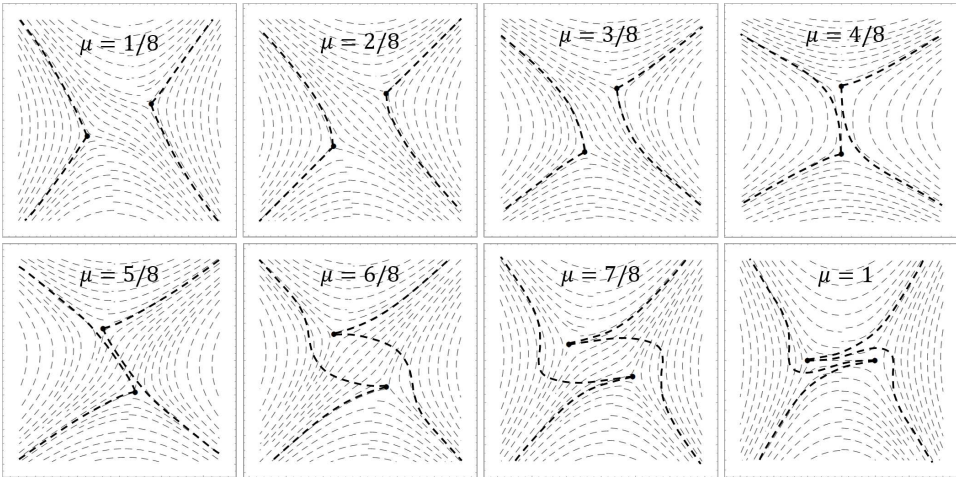 μ = 1/8
μ = 2/8
μ = 3/8
μ = 4/8
μ = 5/8
μ = 6/8
μ = 7/8
μ = 1